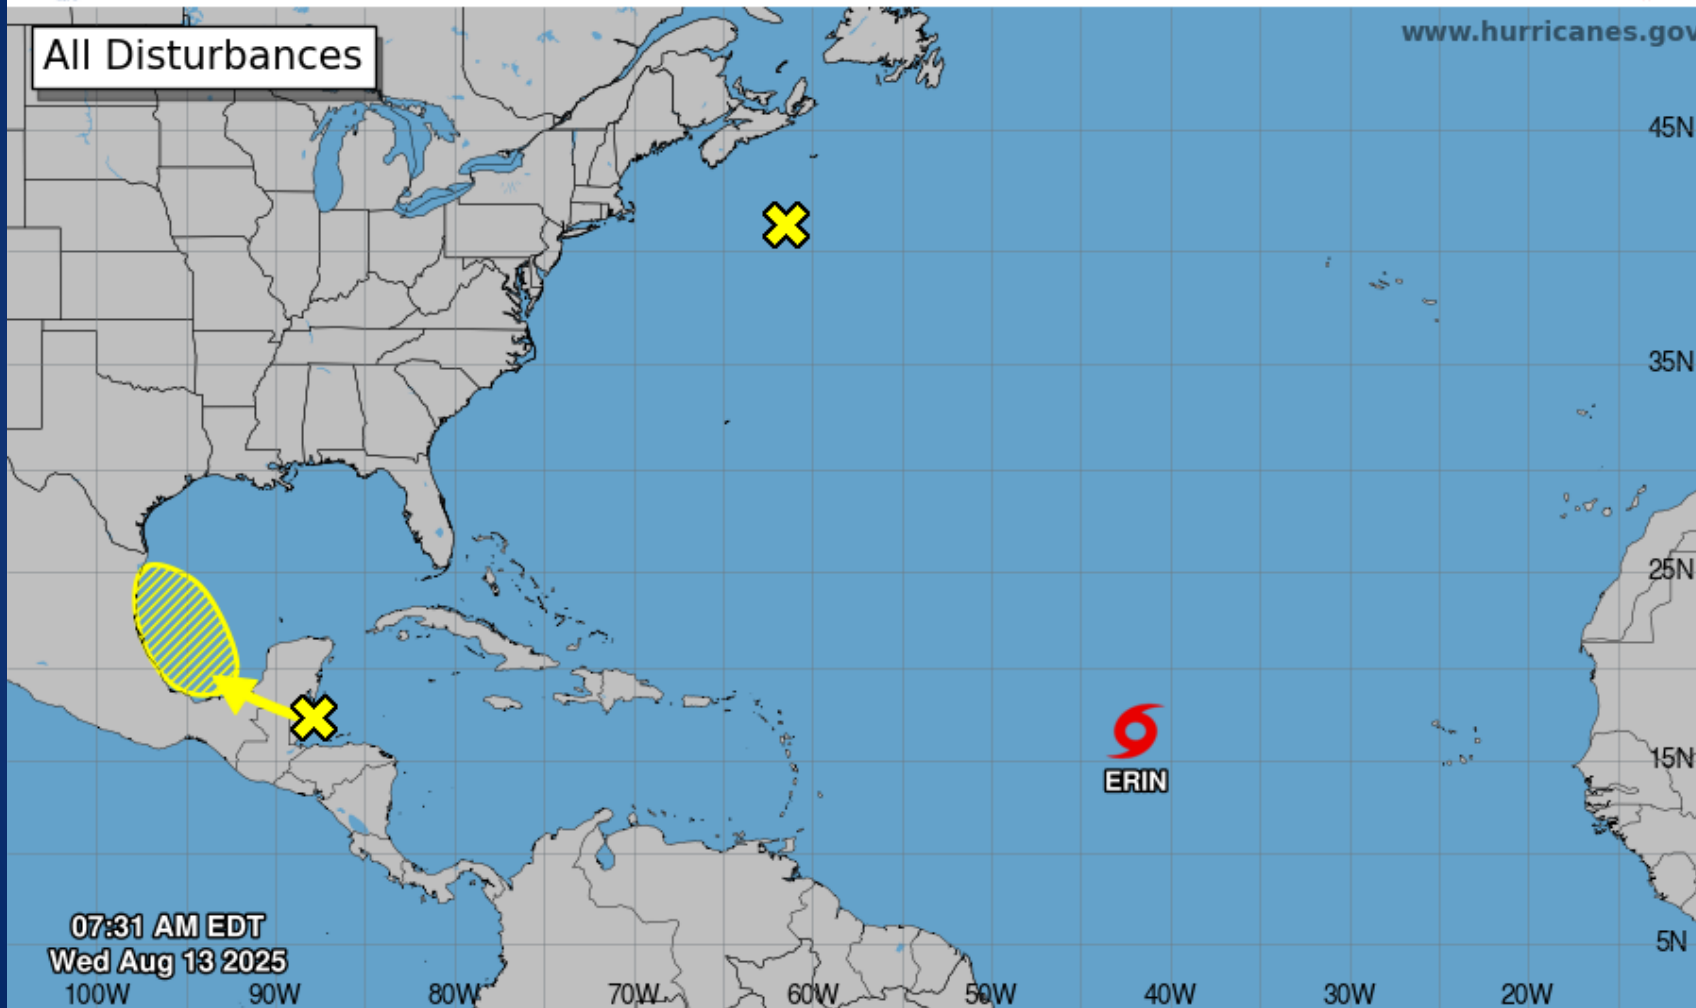 All Disturbances
www.hurricanes.gov
45N
35N
25N
15N
ERIN
5N
07:31 AM EDT
Wed Aug 13 2025
100W 90W 80W 70W 60W 50W 40W 30W 20W